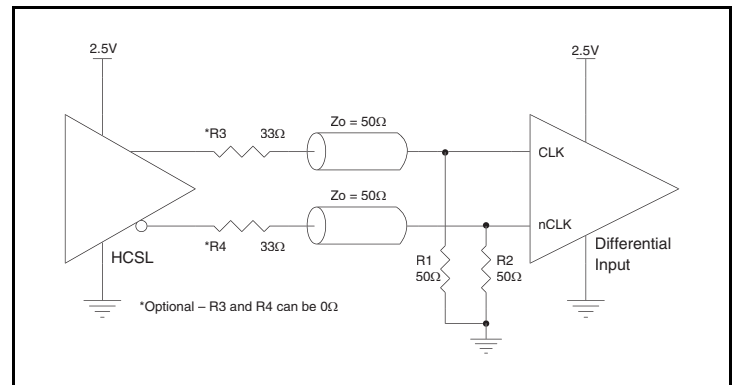 2.5V
2.5V
*R3
33Ω
Zo = 50Ω
CLK
Zo = 50Ω
nCLK
*R4
33Ω
HCSL
R1
50Ω
R2
50Ω
Differential
Input
*Optional – R3 and R4 can be 0Ω